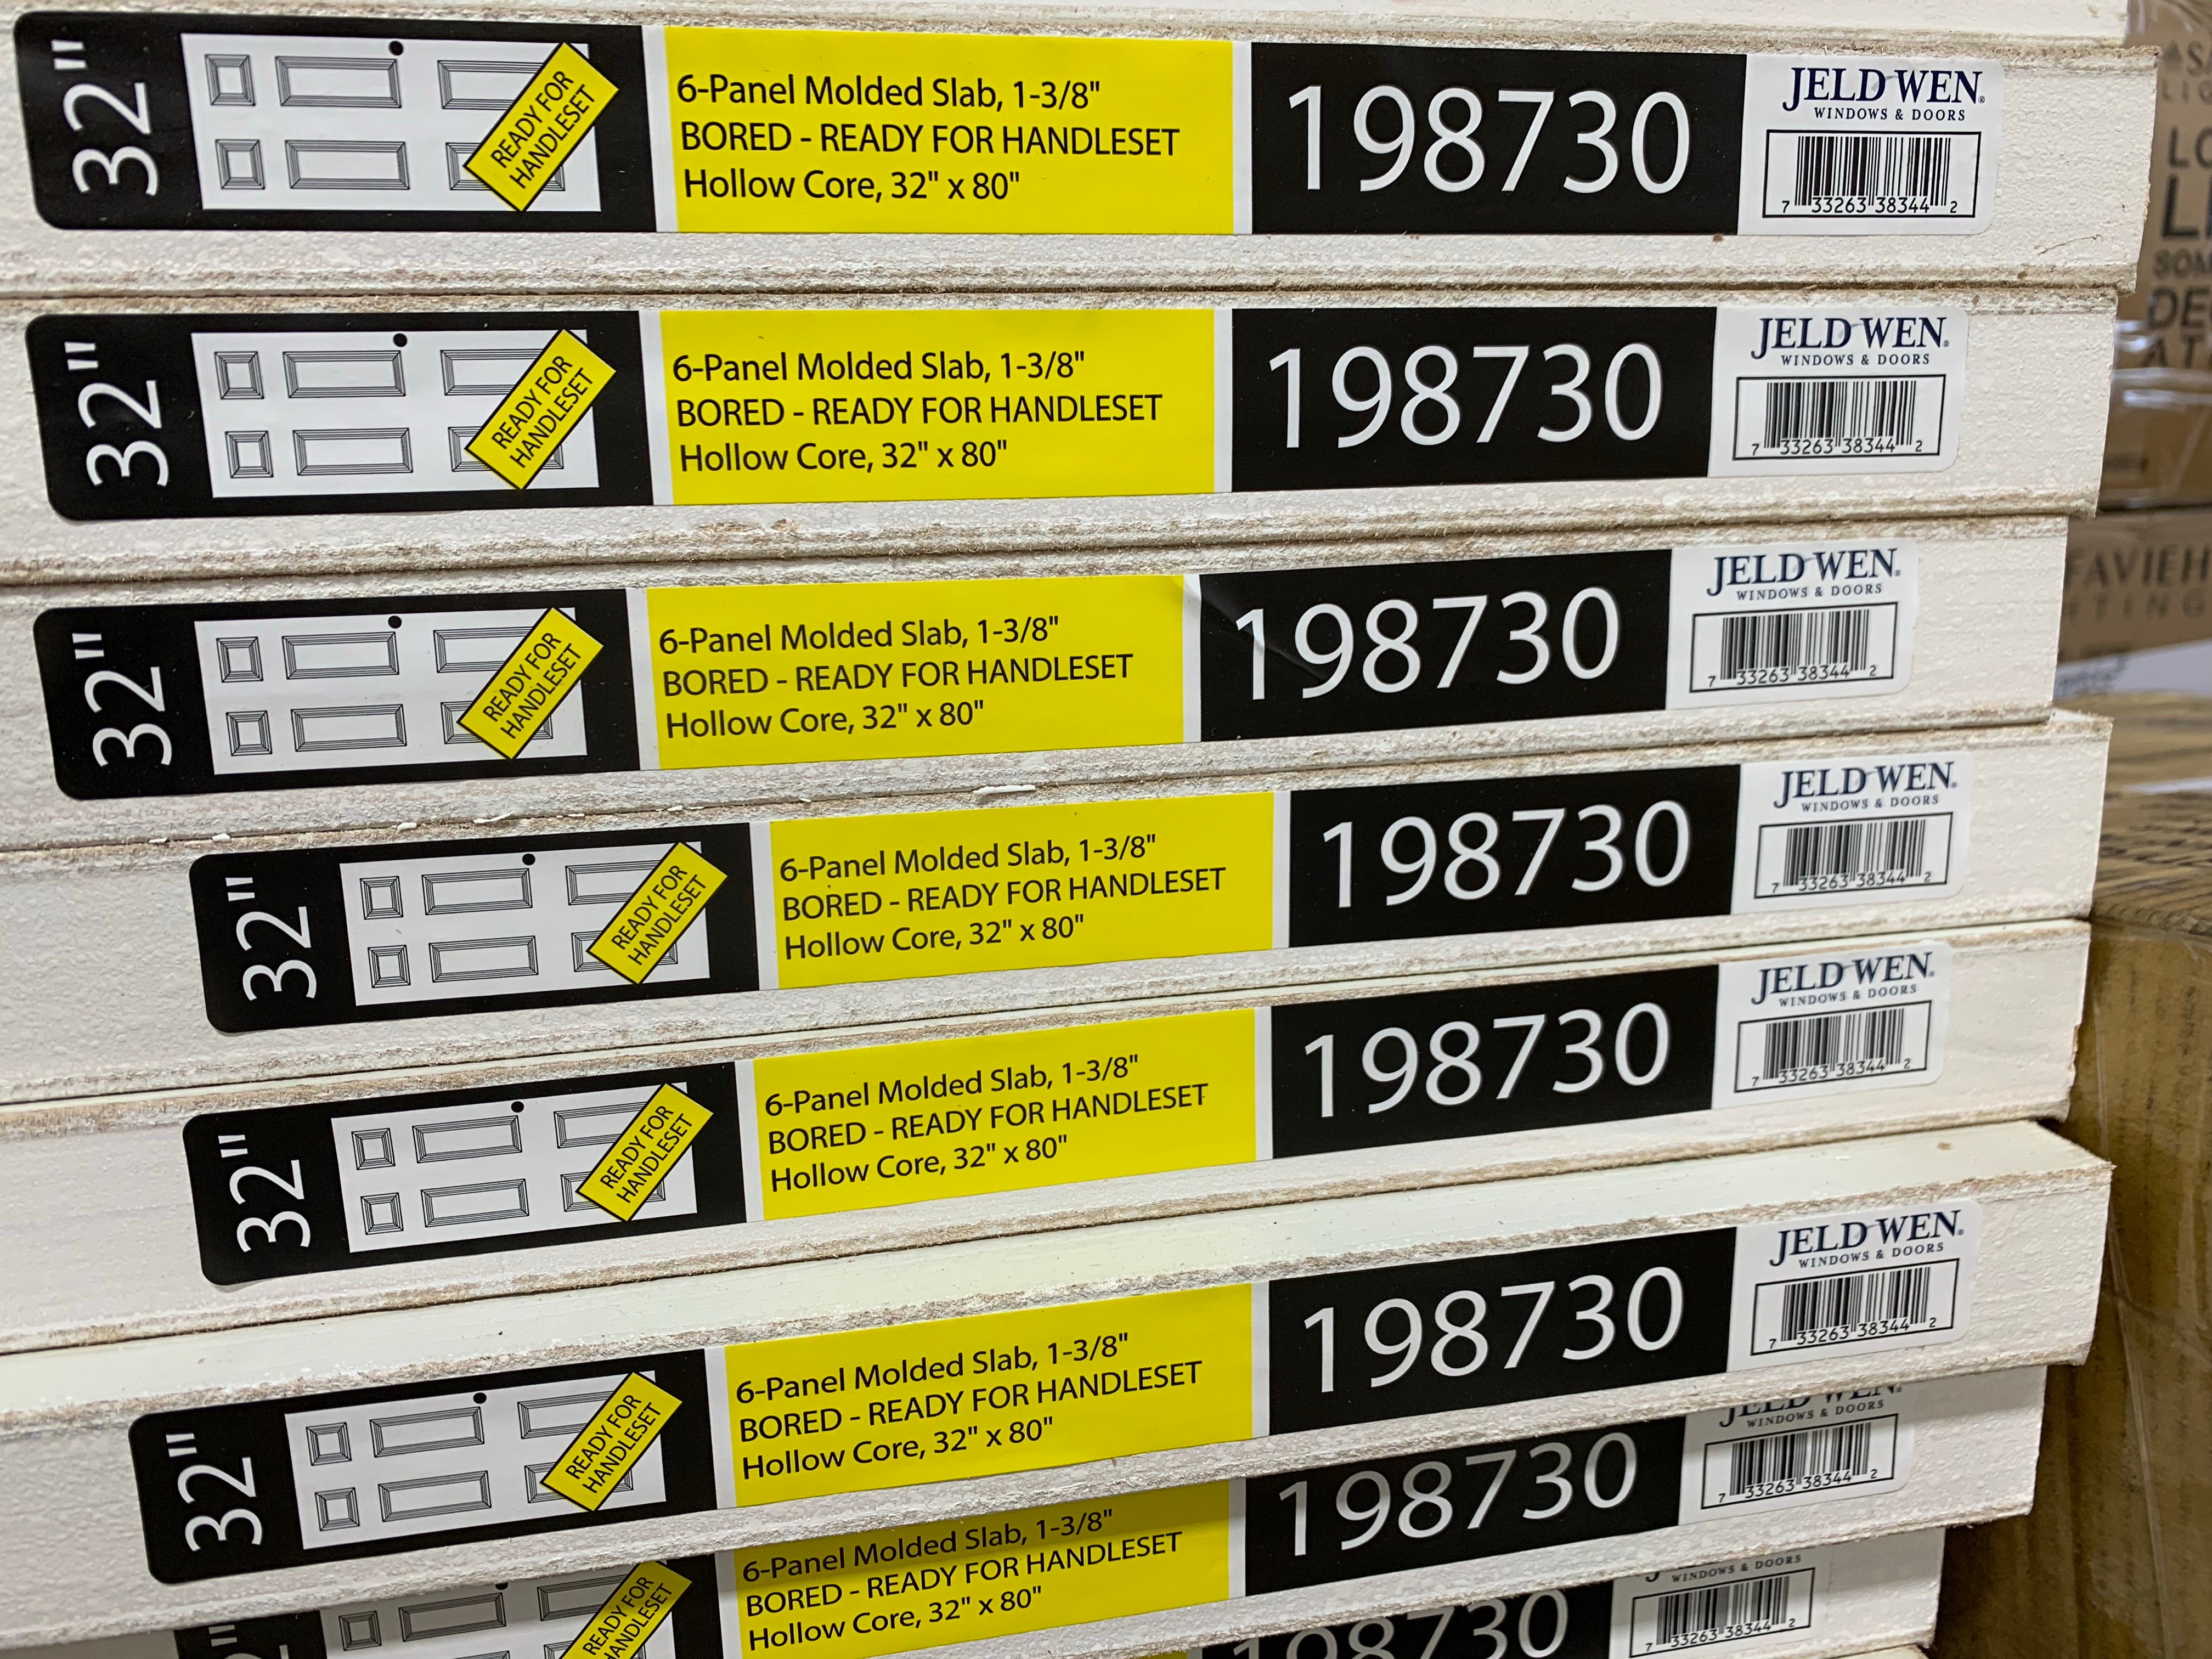 32"
READY FOR
HANDLESET
6-Panel Molded Slab, 1-3/8"
BORED - READY FOR HANDLESET
Hollow Core, 32" x 80"
198730
JELD WEN®
WINDOWS & DOORS
7 33263 38344 2
32"
READY FOR
HANDLESET
6-Panel Molded Slab, 1-3/8"
BORED - READY FOR HANDLESET
Hollow Core, 32" x 80"
198730
JELD WEN®
WINDOWS & DOORS
7 33263 38344 2
32"
READY FOR
HANDLESET
6-Panel Molded Slab, 1-3/8"
BORED - READY FOR HANDLESET
Hollow Core, 32" x 80"
198730
JELD WEN®
WINDOWS & DOORS
7 33263 38344 2
32"
READY FOR
HANDLESET
6-Panel Molded Slab, 1-3/8"
BORED - READY FOR HANDLESET
Hollow Core, 32" x 80"
198730
JELD WEN®
WINDOWS & DOORS
7 33263 38344 2
32"
READY FOR
HANDLESET
6-Panel Molded Slab, 1-3/8"
BORED - READY FOR HANDLESET
Hollow Core, 32" x 80"
198730
JELD WEN®
WINDOWS & DOORS
7 33263 38344 2
32"
READY FOR
HANDLESET
6-Panel Molded Slab, 1-3/8"
BORED - READY FOR HANDLESET
Hollow Core, 32" x 80"
198730
JELD WEN®
WINDOWS & DOORS
7 33263 38344 2
READY FOR
HANDLESET
6-Panel Molded Slab, 1-3/8"
BORED - READY FOR HANDLESET
Hollow Core, 32" x 80"
198730
JELD WEN®
WINDOWS & DOORS
7 33263 38344 2
198730
WINDOWS & DOORS
7 33263 38344 2